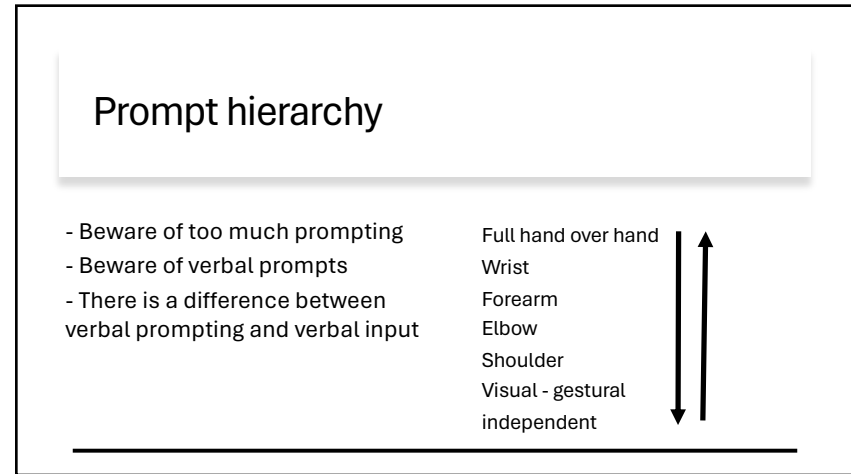 Prompt hierarchy
- Beware of too much prompting
- Beware of verbal prompts
- There is a difference between
verbal prompting and verbal input
Full hand over hand
Wrist
Forearm
Elbow
Shoulder
Visual - gestural
independent